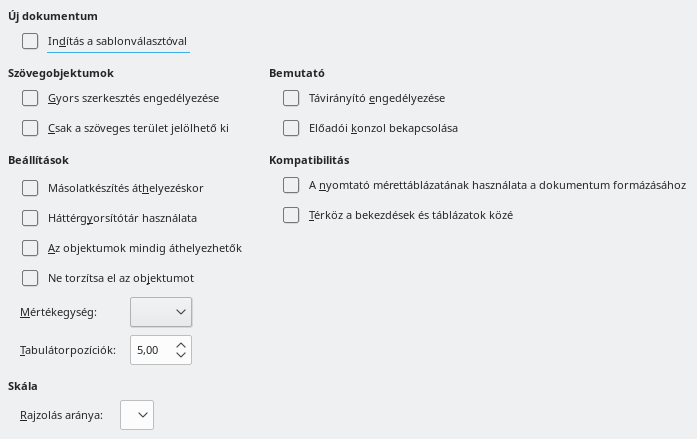 Új dokumentum
Indítás a sablonválasztóval
Szövegobjektumok
Gyors szerkesztés engedélyezése
Csak a szöveges terület jelölhető ki
Bemutató
Távirányító engedélyezése
Előadói konzol bekapcsolása
Beállítások
Másolatkészítés áthelyezéskor
Háttérgyorsítótár használata
Az objektumok mindig áthelyezhetők
Ne torzítsa el az objektumot
Mértékegység:
Tabulátorpozíciók: 5,00
Kompatibilitás
A nyomtató mérettáblázatának használata a dokumentum formázásához
Térköz a bekezdések és táblázatok közé
Skála
Rajzolás aránya: